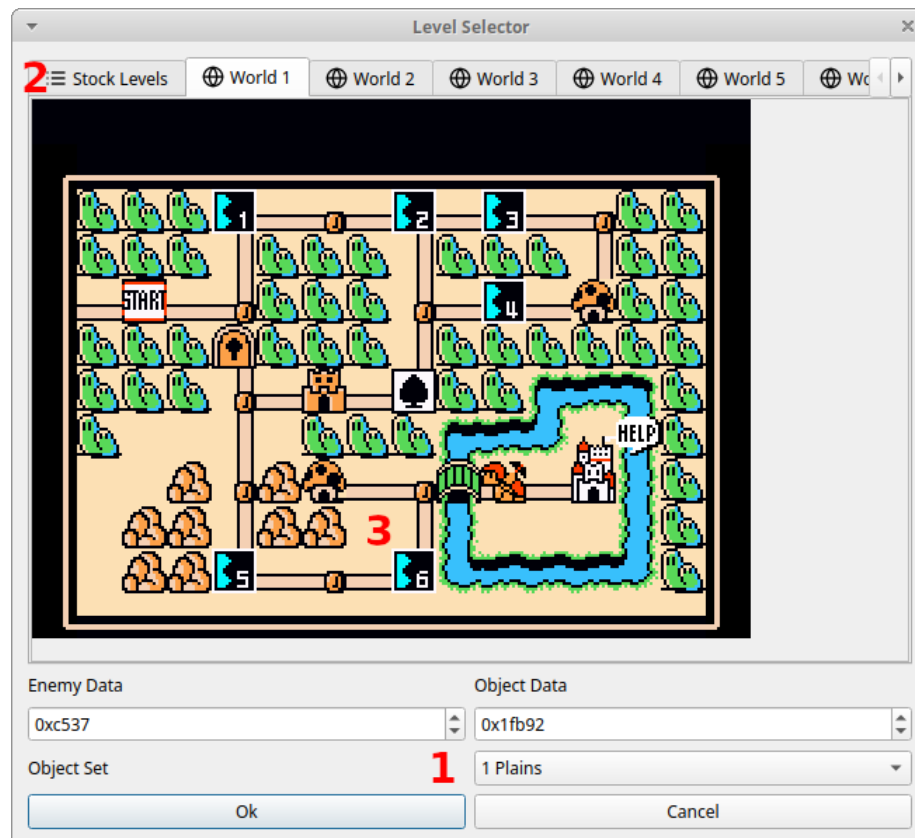 Level Selector
2 Stock Levels World 1 World 2 World 3 World 4 World 5 Wo
1 2 3
START 4
HELP
3
5 6
Enemy Data Object Data
0xc537 0x1fb92
Object Set 1 1 Plains
Ok Cancel